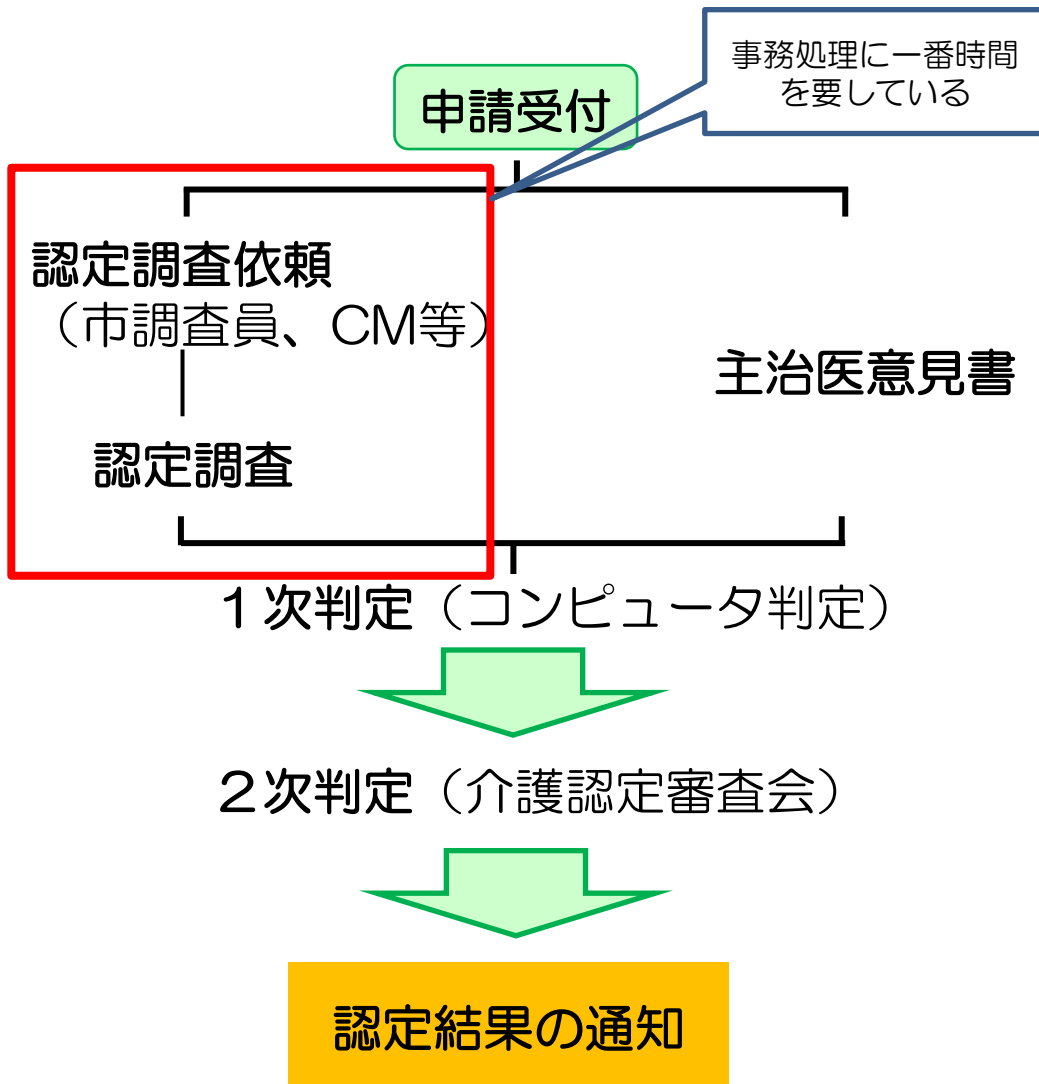 事務処理に一番時間
を要している
申請受付
認定調査依頼
（市調査員、CM等）
主治医意見書
認定調査
１次判定（コンピュータ判定）
２次判定（介護認定審査会）
認定結果の通知